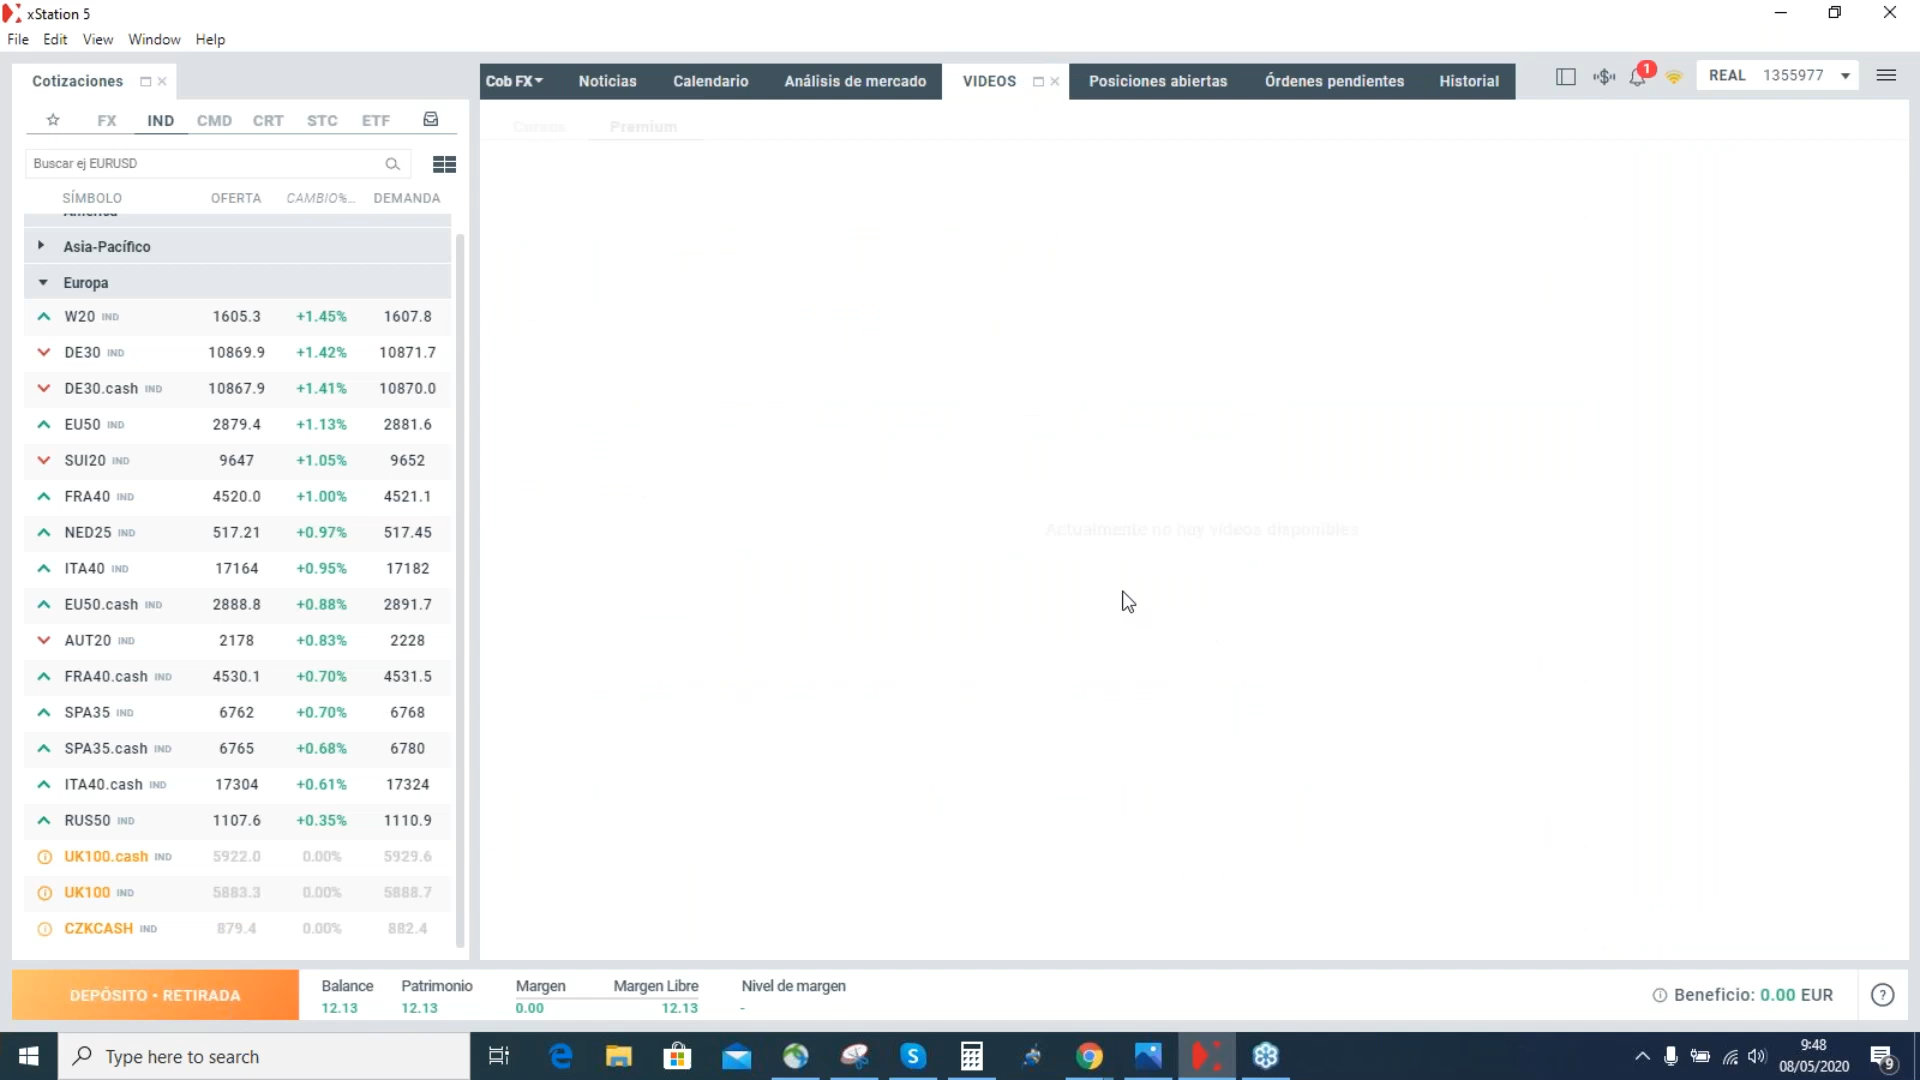 xStation 5
File Edit View Window Help
Cotizaciones
Cob FX Noticias Calendario Análisis de mercado VIDEOS Posiciones abiertas Órdenes pendientes Historial
1
REAL 1355977
FX IND CMD CRT STC ETF
Cursos Premium
Buscar ej EURUSD
SÍMBOLO OFERTA CAMBIO%... DEMANDA
América
Asia-Pacífico
Europa
W20 IND 1605.3 +1.45% 1607.8
DE30 IND 10869.9 +1.42% 10871.7
DE30.cash IND 10867.9 +1.41% 10870.0
EU50 IND 2879.4 +1.13% 2881.6
SUI20 IND 9647 +1.05% 9652
FRA40 IND 4520.0 +1.00% 4521.1
NED25 IND 517.21 +0.97% 517.45
Actualmente no hay vídeos disponibles
ITA40 IND 17164 +0.95% 17182
EU50.cash IND 2888.8 +0.88% 2891.7
AUT20 IND 2178 +0.83% 2228
FRA40.cash IND 4530.1 +0.70% 4531.5
SPA35 IND 6762 +0.70% 6768
SPA35.cash IND 6765 +0.68% 6780
ITA40.cash IND 17304 +0.61% 17324
RUS50 IND 1107.6 +0.35% 1110.9
UK100.cash IND 5922.0 0.00% 5929.6
UK100 IND 5883.3 0.00% 5888.7
CZKCASH IND 879.4 0.00% 882.4
DEPÓSITO • RETIRADA
Balance Patrimonio Margen Margen Libre Nivel de margen
12.13 12.13 0.00 12.13 -
Beneficio: 0.00 EUR
Type here to search
9:48
08/05/2020
9